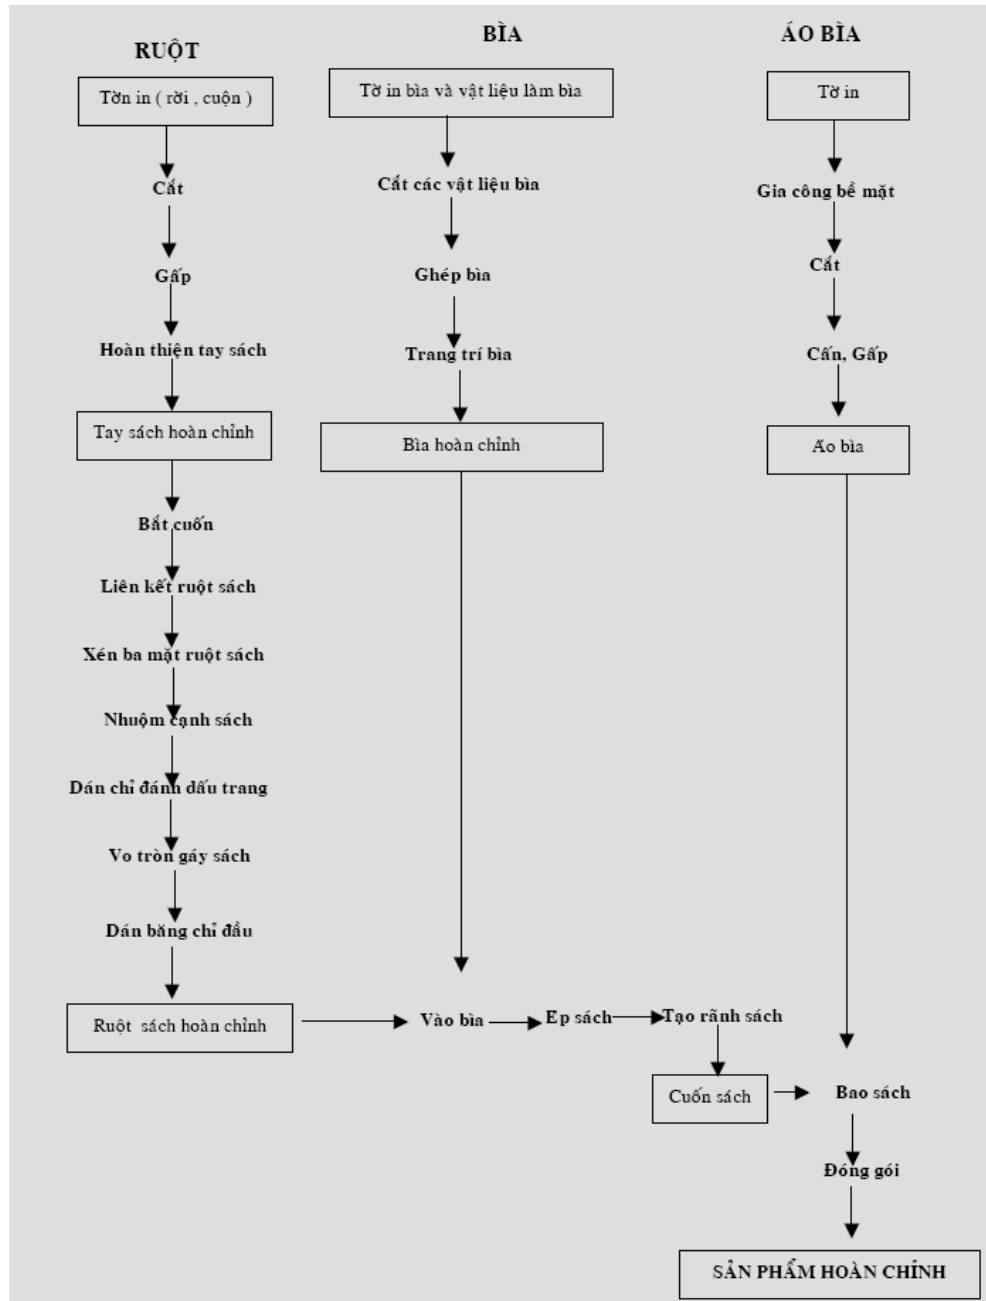 RUỘT
Tờn in ( rời , cuộn )
Cắt
Gấp
Hoàn thiện tay sách
Tay sách hoàn chỉnh
Bắt cuốn
Liên kết ruột sách
Xén ba mặt ruột sách
Nhuộm cạnh sách
Dán chỉ đánh dấu trang
Vo tròn gáy sách
Dán băng chỉ đầu
Ruột sách hoàn chỉnh
BÌA
Tờ in bìa và vật liệu làm bìa
Cắt các vật liệu bìa
Ghép bìa
Trang trí bìa
Bìa hoàn chỉnh
Vào bìa
Ep sách
Tạo rãnh sách
Cuốn sách
ÁO BÌA
Tờ in
Gia công bề mặt
Cắt
Cấn, Gấp
Áo bìa
Bao sách
Đóng gói
SẢN PHẨM HOÀN CHỈNH